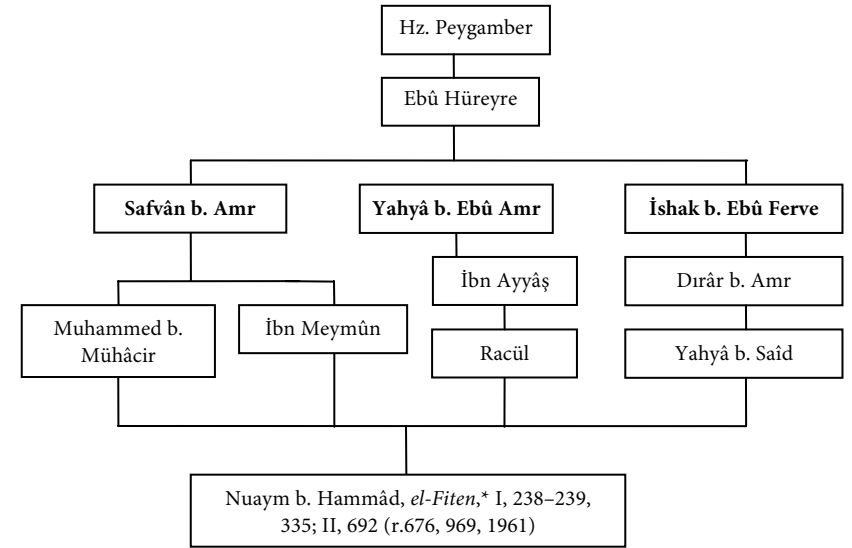 Hz. Peygamber
Ebû Hüreyre
Safvân b. Amr
Yahyâ b. Ebû Amr
İshak b. Ebû Ferve
İbn Ayyâş
Dırâr b. Amr
Muhammed b.
Mühâcir
İbn Meymûn
Racül
Yahyâ b. Saîd
Nuaym b. Hammâd, el-Fiten,* I, 238–239,
335; II, 692 (r.676, 969, 1961)